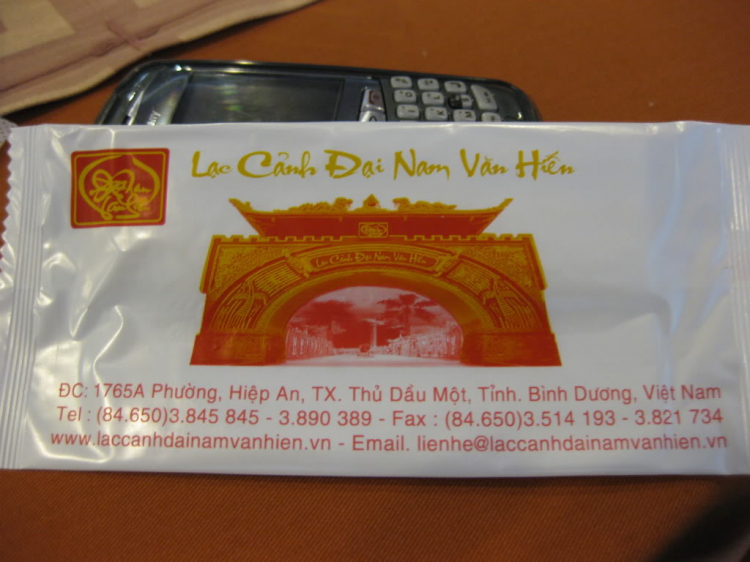 Lạc Cảnh Đại Nam Văn Hiến
Lạc Cảnh Đại Nam Văn Hiến
ĐC: 1765A Phường, Hiệp An, TX. Thủ Dầu Một, Tỉnh. Bình Dương, Việt Nam
Tel : (84.650)3.845 845 - 3.890 389 - Fax : (84.650)3.514 193 - 3.821 734
www.laccanhdainamvanhien.vn - Email. lienhe@laccanhdainamvanhien.vn